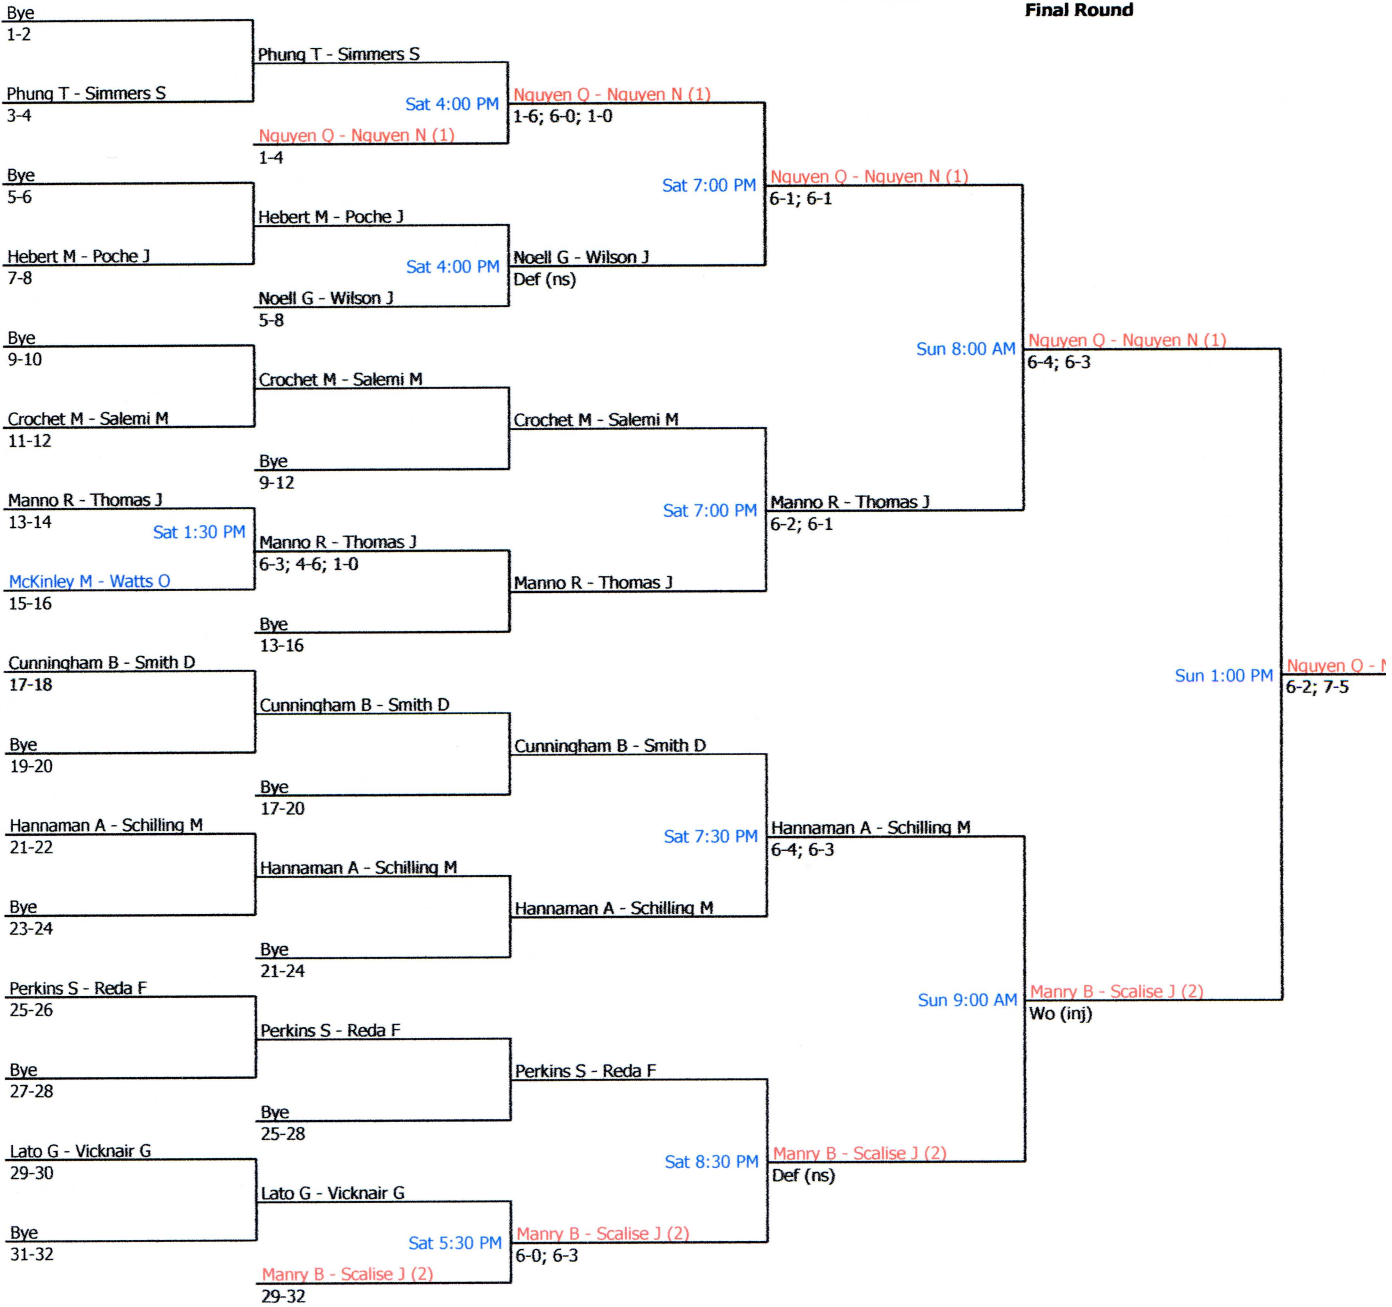 Final Round
Bye
1-2
Phung T - Simmers S
3-4
Bye
5-6
Hebert M - Poche J
7-8
Bye
9-10
Crochet M - Salemi M
11-12
Manno R - Thomas J
13-14
Sat 1:30 PM
McKinley M - Watts O
15-16
Cunningham B - Smith D
17-18
Bye
19-20
Hannaman A - Schilling M
21-22
Bye
23-24
Perkins S - Reda F
25-26
Bye
27-28
Lato G - Vicknair G
29-30
Bye
31-32
Phung T - Simmers S
Sat 4:00 PM
Nguyen Q - Nguyen N (1)
1-4
Hebert M - Poche J
Sat 4:00 PM
Noell G - Wilson J
5-8
Crochet M - Salemi M
Bye
9-12
Manno R - Thomas J
6-3; 4-6; 1-0
Bye
13-16
Cunningham B - Smith D
Bye
17-20
Hannaman A - Schilling M
Bye
21-24
Perkins S - Reda F
Bye
25-28
Lato G - Vicknair G
Sat 5:30 PM
Manry B - Scalise J (2)
29-32
Nguyen Q - Nguyen N (1)
1-6; 6-0; 1-0
Sat 7:00 PM
Noell G - Wilson J
Def (ns)
Crochet M - Salemi M
Sat 7:00 PM
Manno R - Thomas J
Cunningham B - Smith D
Sat 7:30 PM
Hannaman A - Schilling M
Perkins S - Reda F
Sat 8:30 PM
Manry B - Scalise J (2)
6-0; 6-3
Nguyen Q - Nguyen N (1)
6-1; 6-1
Sun 8:00 AM
Manno R - Thomas J
6-2; 6-1
Hannaman A - Schilling M
6-4; 6-3
Sun 9:00 AM
Manry B - Scalise J (2)
Def (ns)
Nguyen Q - Nguyen N (1)
6-4; 6-3
Sun 1:00 PM
Manry B - Scalise J (2)
Wo (inj)
Nguyen Q - N
6-2; 7-5